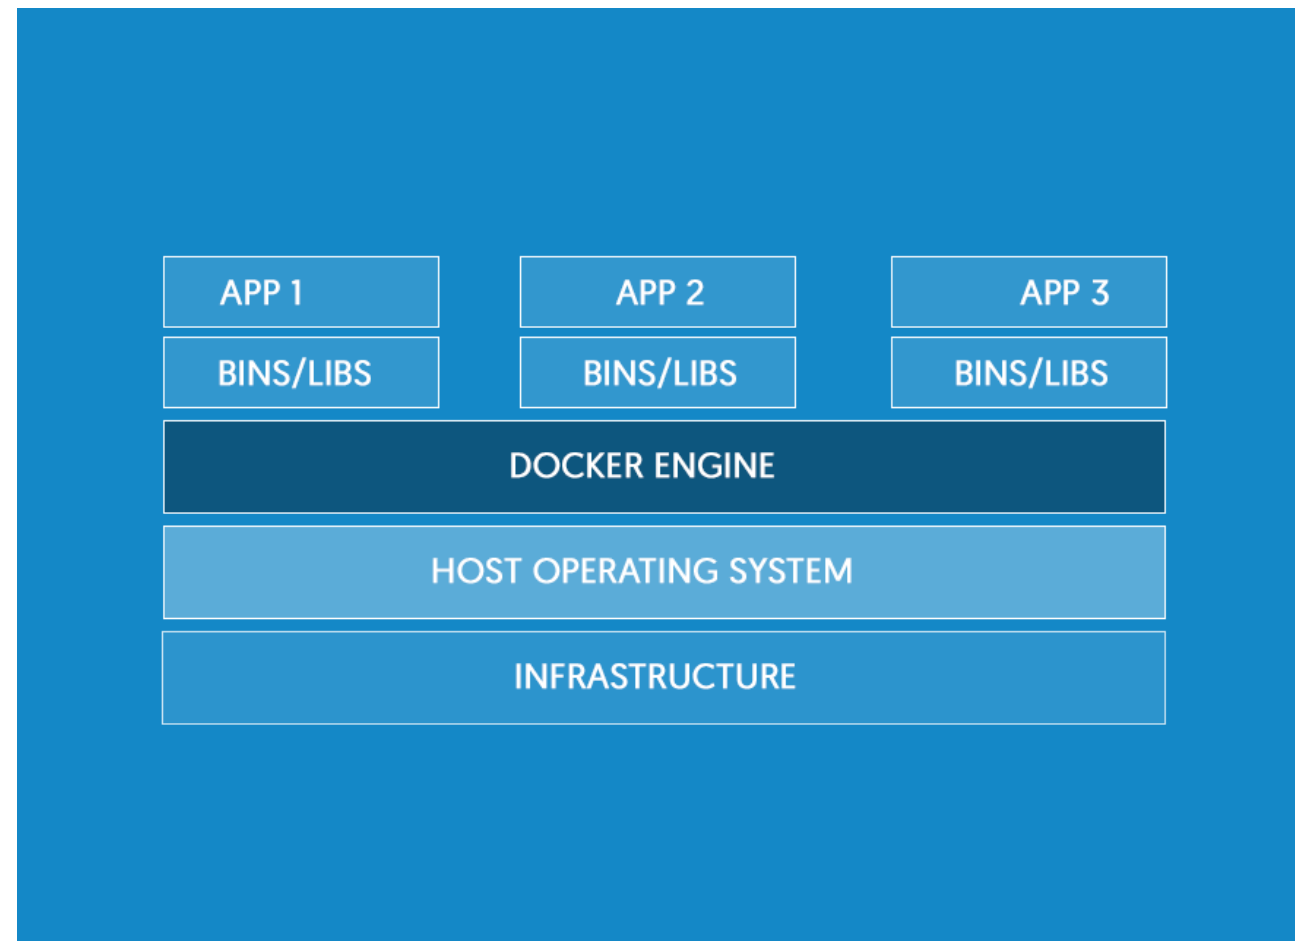 APP 1
APP 2
APP 3
BINS/LIBS
BINS/LIBS
BINS/LIBS
DOCKER ENGINE
HOST OPERATING SYSTEM
INFRASTRUCTURE